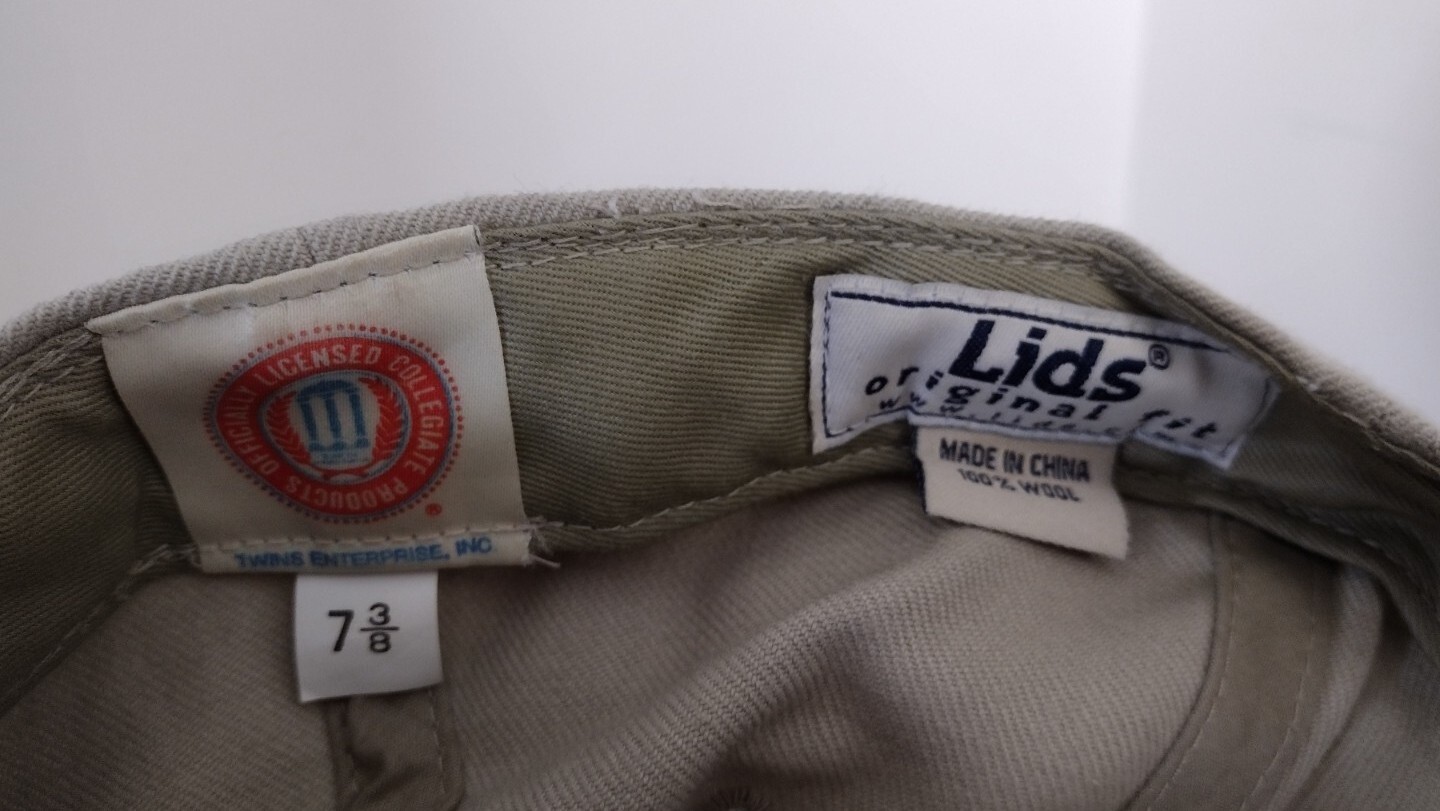 OFFICIALLY LICENSED COLLEGIATE PRODUCTS
®
TWINS ENTERPRISE, INC
7 3/8
Lids®
original fit
MADE IN CHINA
100% WOOL